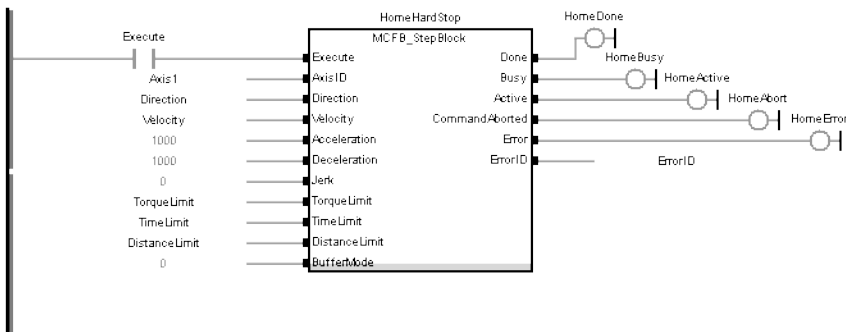 HomeHardStop HomeDone
Execute MCFB_StepBlock
Execute Done HomeBusy
Axis1 AxisID Busy HomeActive
Direction Direction Active HomeAbort
Velocity Velocity CommandAborted HomeError
1000 Acceleration Error
1000 Deceleration ErrorID ErrorID
0 Jerk
TorqueLimit TorqueLimit
TimeLimit TimeLimit
DistanceLimit DistanceLimit
0 BufferMode